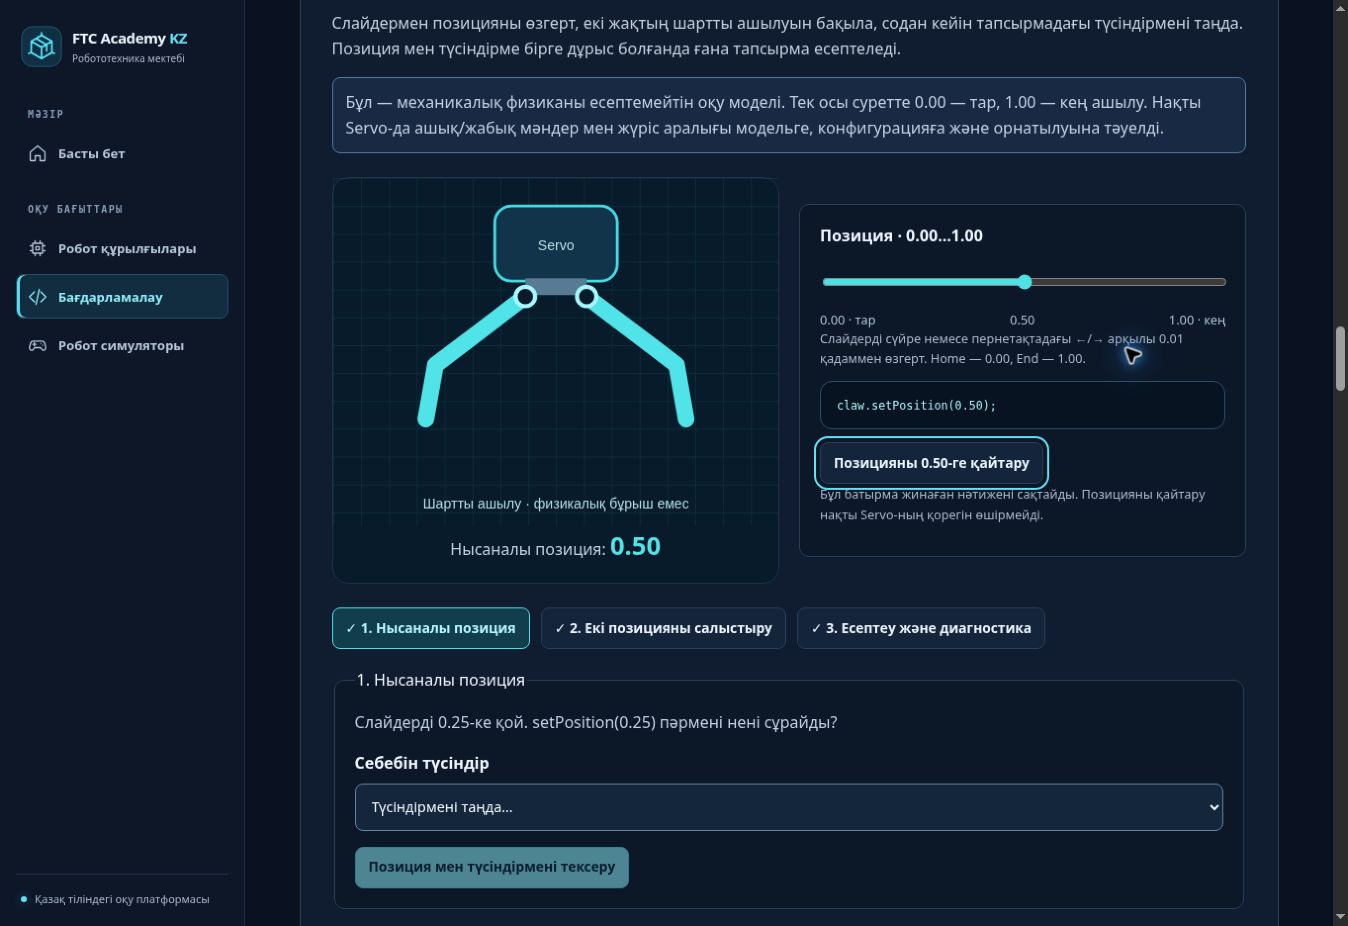 FTC Academy KZ
Робототехника мектебі
МӘЗІР
Басты бет
ОҚУ БАҒЫТТАРЫ
Робот құрылғылары
Бағдарламалау
Робот симуляторы
Қазақ тіліндегі оқу платформасы
Слайдермен позицияны өзгерт, екі жақтың шартты ашылуын бақыла, содан кейін тапсырмадағы түсіндірмені таңда.
Позиция мен түсіндірме бірге дұрыс болғанда ғана тапсырма есептеледі.
Бұл — механикалық физиканы есептемейтін оқу моделі. Тек осы суретте 0.00 — тар, 1.00 — кең ашылу. Нақты
Servo-да ашық/жабық мәндер мен жүріс аралығы модельге, конфигурацияға және орнатылуына тәуелді.
Servo
Шартты ашылу · физикалық бұрыш емес
Нысаналы позиция: 0.50
Позиция · 0.00…1.00
0.00 · тар 0.50 1.00 · кең
Слайдерді сүйре немесе пернетақтадағы ←/→ арқылы 0.01
қадаммен өзгерт. Home — 0.00, End — 1.00.
claw.setPosition(0.50);
Позицияны 0.50-ге қайтару
Бұл батырма жинаған нәтижені сақтайды. Позицияны қайтару
нақты Servo-ның қорегін өшірмейді.
✓ 1. Нысаналы позиция
✓ 2. Екі позицияны салыстыру
✓ 3. Есептеу және диагностика
1. Нысаналы позиция
Слайдерді 0.25-ке қой. setPosition(0.25) пәрмені нені сұрайды?
Себебін түсіндір
Түсіндірмені таңда...
Позиция мен түсіндірмені тексеру